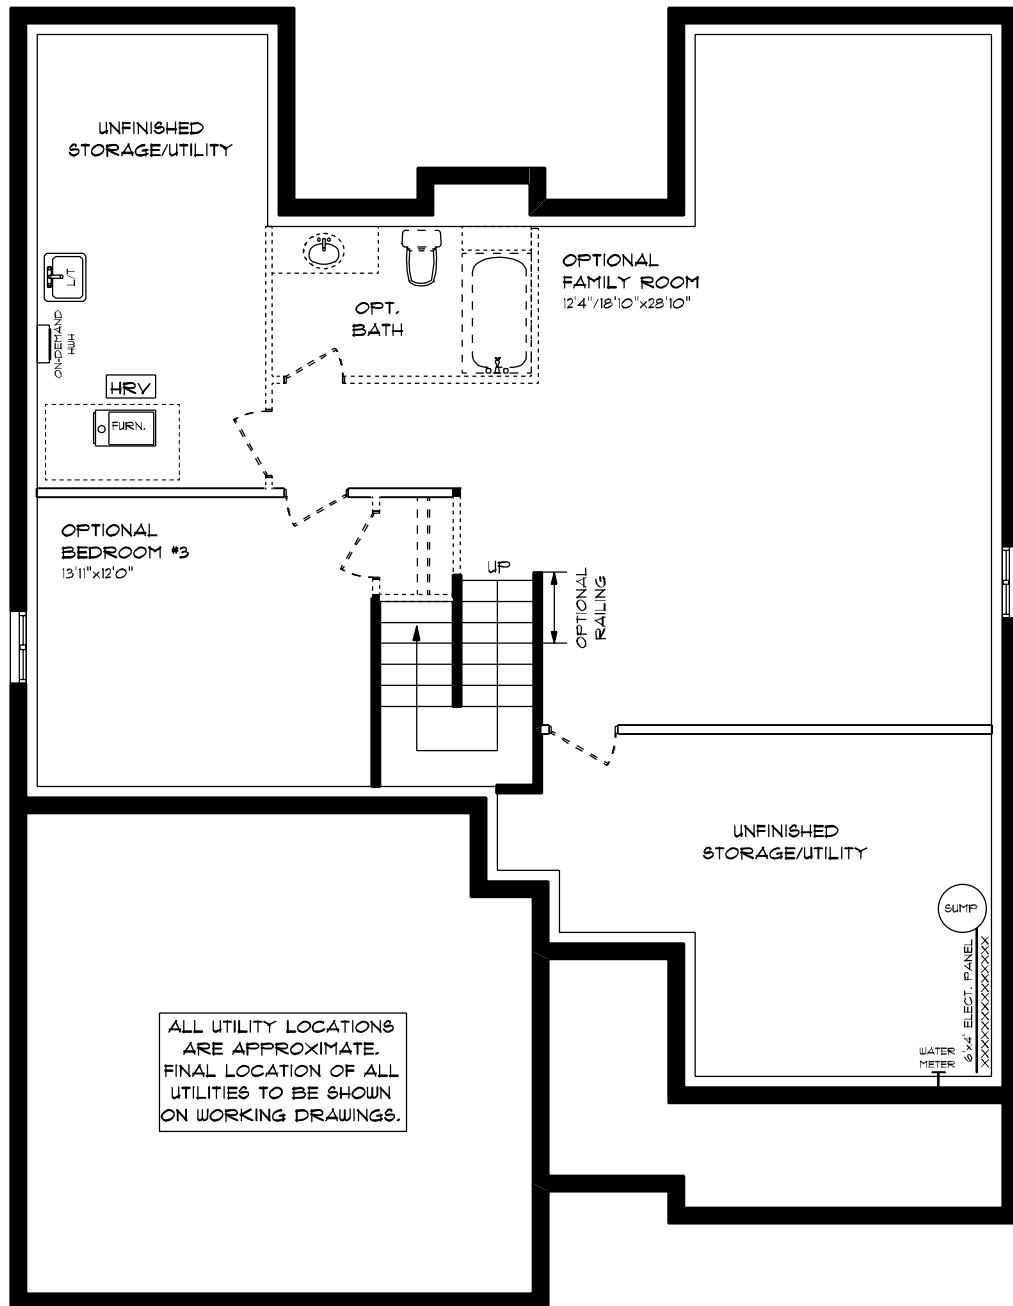 UNFINISHED
STORAGE/UTILITY
L/T
ON-DEMAND
HWH
HRV
FURN.
OPT.
BATH
OPTIONAL
FAMILY ROOM
12'4"/18'10"x28'10"
OPTIONAL
BEDROOM #3
13'11"x12'0"
UP
OPTIONAL
RAILING
UNFINISHED
STORAGE/UTILITY
SUMP
6'x4' ELECT. PANEL
XXXXXXXXXXXXXX
WATER
METER
ALL UTILITY LOCATIONS
ARE APPROXIMATE.
FINAL LOCATION OF ALL
UTILITIES TO BE SHOWN
ON WORKING DRAWINGS.